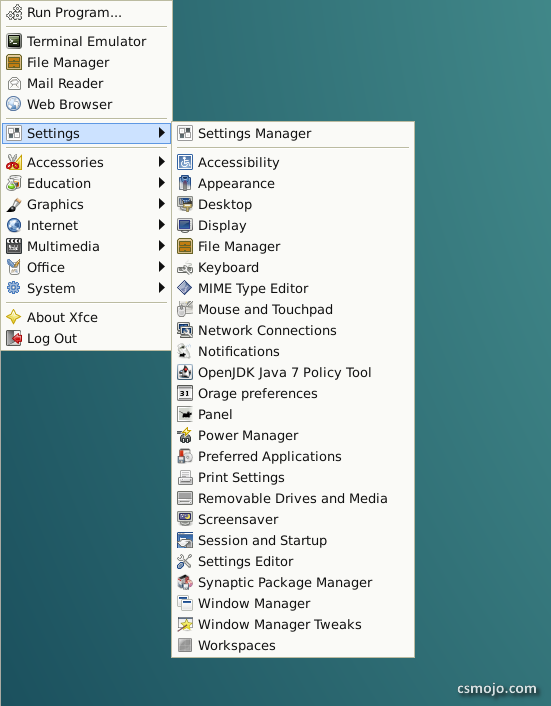 Run Program...
Terminal Emulator
File Manager
Mail Reader
Web Browser
Settings
Accessories
Education
Graphics
Internet
Multimedia
Office
System
About Xfce
Log Out
Settings Manager
Accessibility
Appearance
Desktop
Display
File Manager
Keyboard
MIME Type Editor
Mouse and Touchpad
Network Connections
Notifications
OpenJDK Java 7 Policy Tool
31
Orage preferences
Panel
Power Manager
Preferred Applications
Print Settings
Removable Drives and Media
Screensaver
Session and Startup
Settings Editor
Synaptic Package Manager
Window Manager
Window Manager Tweaks
Workspaces
csmojo.com